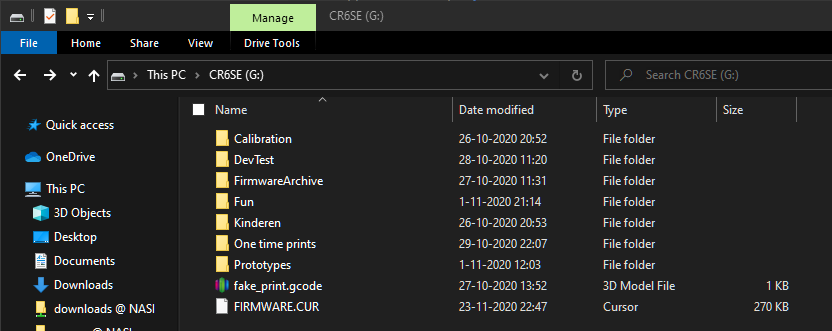 Manage CR6SE (G:)
File Home Share View Drive Tools
This PC > CR6SE (G:) Search CR6SE (G:)
Name Date modified Type Size
Quick access
OneDrive
This PC
3D Objects
Desktop
Documents
Downloads
downloads @ NASI
@ NASI
Calibration 26-10-2020 20:52 File folder
DevTest 28-10-2020 11:20 File folder
FirmwareArchive 27-10-2020 11:31 File folder
Fun 1-11-2020 21:14 File folder
Kinderen 26-10-2020 20:53 File folder
One time prints 29-10-2020 22:07 File folder
Prototypes 1-11-2020 12:03 File folder
fake_print.gcode 27-10-2020 13:52 3D Model File 1 KB
FIRMWARE.CUR 23-11-2020 22:47 Cursor 270 KB